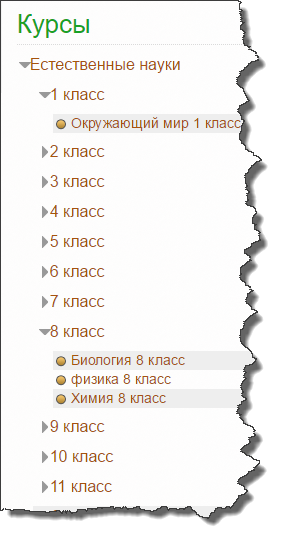 Курсы
Естественные науки
1 класс
Окружающий мир 1 класс
2 класс
3 класс
4 класс
5 класс
6 класс
7 класс
8 класс
Биология 8 класс
физика 8 класс
Химия 8 класс
9 класс
10 класс
11 класс